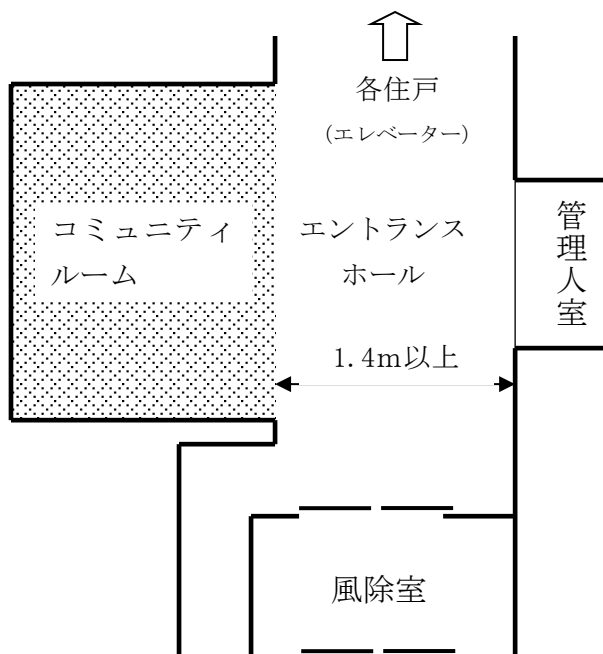 各住戸
(エレベーター)
コミュニティ
ルーム
エントランス
ホール
管理人室
1.4m以上
風除室